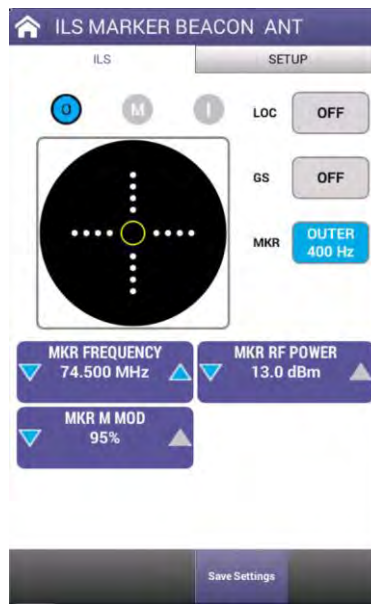 ILS MARKER BEACON ANT
ILS
SETUP
O
M
I
LOC
OFF
GS
OFF
MKR
OUTER
400 Hz
MKR FREQUENCY
74.500 MHz
MKR RF POWER
13.0 dBm
MKR M MOD
95%
Save Settings